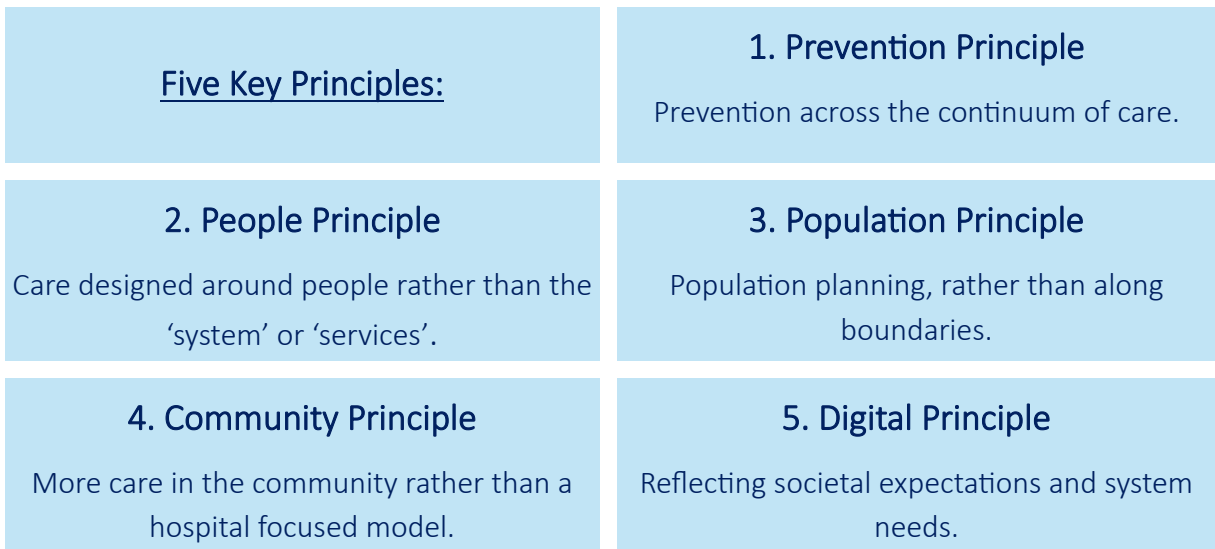 Five Key Principles:
1. Prevention Principle
Prevention across the continuum of care.
2. People Principle
Care designed around people rather than the
‘system’ or ‘services’.
3. Population Principle
Population planning, rather than along
boundaries.
4. Community Principle
More care in the community rather than a
hospital focused model.
5. Digital Principle
Reflecting societal expectations and system
needs.